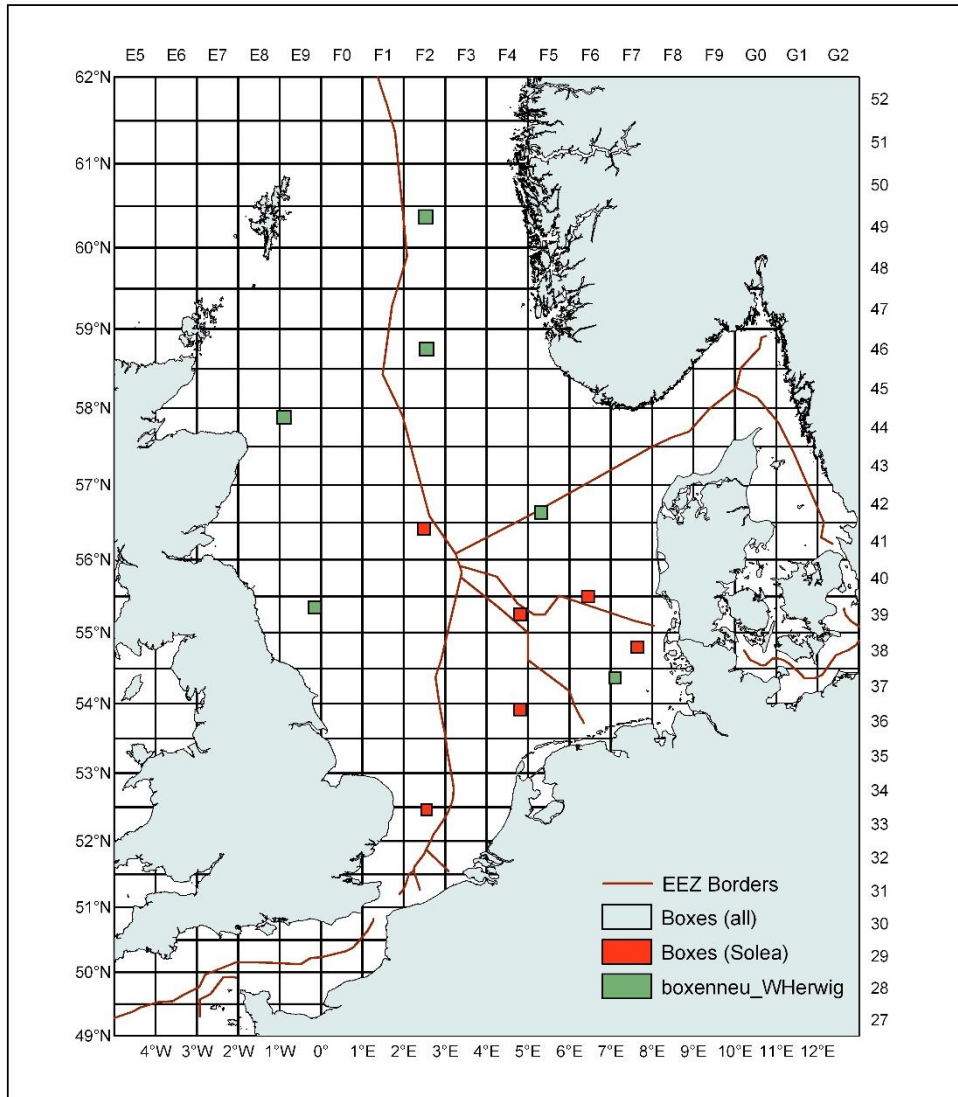 E5 E6 E7 E8 E9 F0 F1 F2 F3 F4 F5 F6 F7 F8 F9 G0 G1 G2
62°N
52
51
61°N
50
49
60°N
48
47
59°N
46
45
58°N
44
43
57°N
42
41
56°N
40
39
55°N
38
37
54°N
36
35
53°N
34
33
52°N
32
31
51°N
30
29
50°N
28
27
49°N
EEZ Borders
Boxes (all)
Boxes (Solea)
boxenneu_WHerwig
4°W 3°W 2°W 1°W 0° 1°E 2°E 3°E 4°E 5°E 6°E 7°E 8°E 9°E 10°E 11°E 12°E